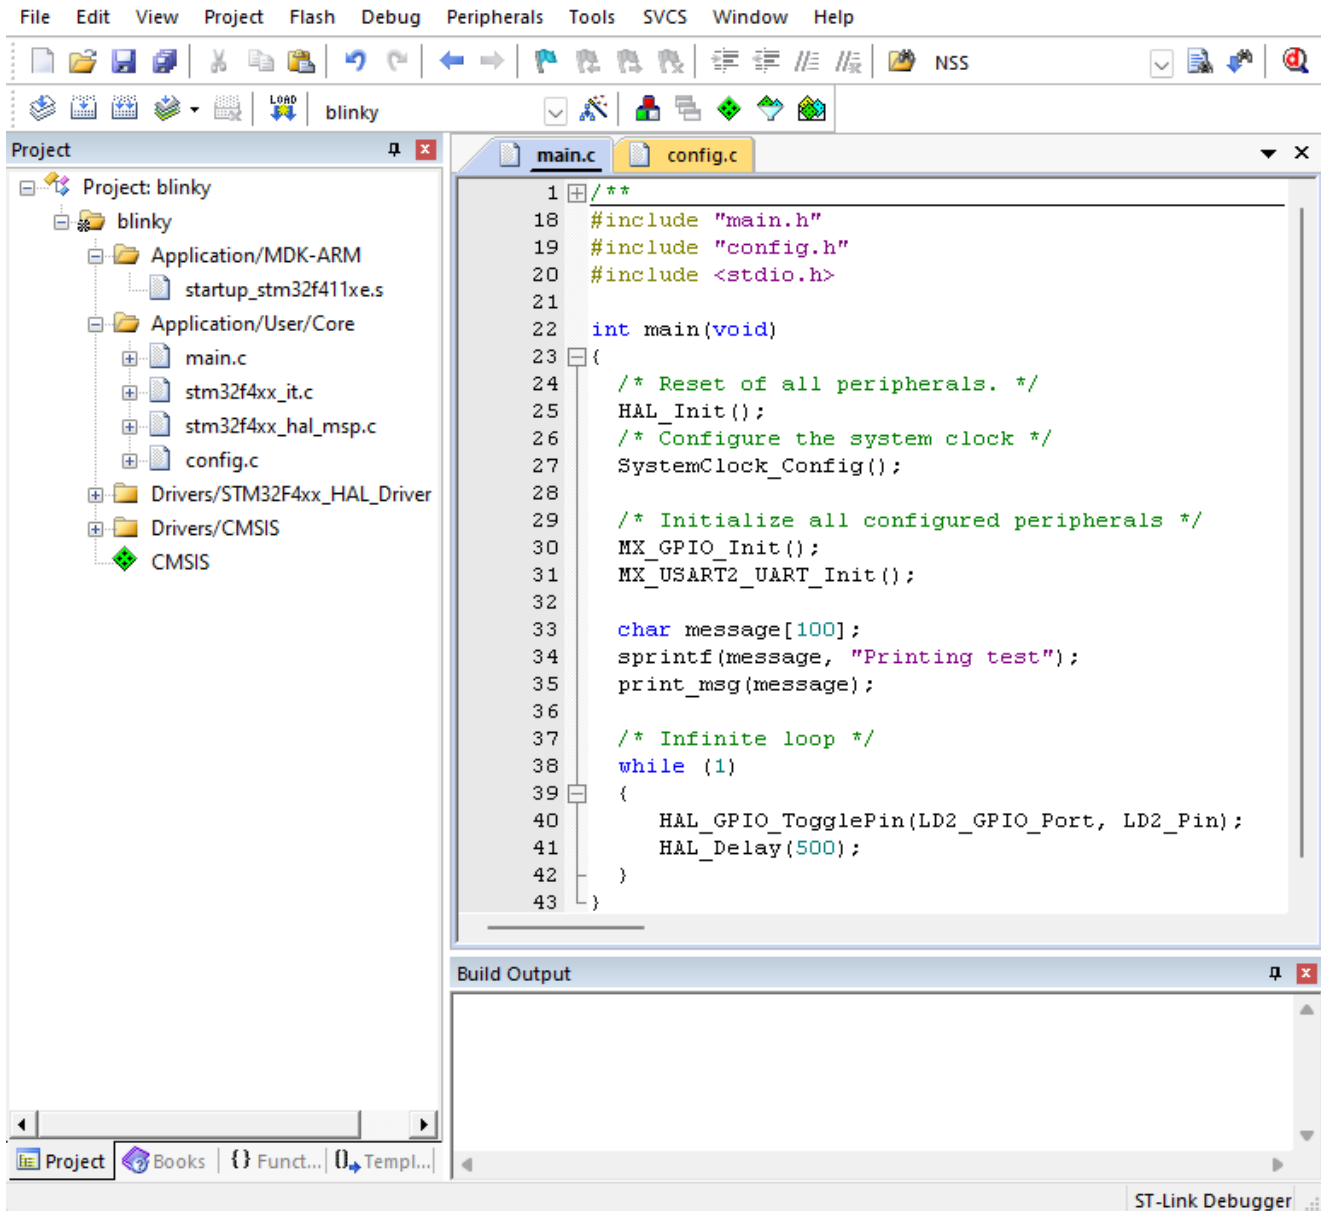 File Edit View Project Flash Debug Peripherals Tools SVCS Window Help
NSS
LOAD blinky
Project
Project: blinky
blinky
Application/MDK-ARM
startup_stm32f411xe.s
Application/User/Core
main.c
stm32f4xx_it.c
stm32f4xx_hal_msp.c
config.c
Drivers/STM32F4xx_HAL_Driver
Drivers/CMSIS
CMSIS
Project Books {} Funct... 0 Templ...
main.c config.c
1 /**
18 #include "main.h"
19 #include "config.h"
20 #include <stdio.h>
21
22 int main(void)
23 {
24 /* Reset of all peripherals. */
25 HAL_Init();
26 /* Configure the system clock */
27 SystemClock_Config();
28
29 /* Initialize all configured peripherals */
30 MX_GPIO_Init();
31 MX_USART2_UART_Init();
32
33 char message[100];
34 sprintf(message, "Printing test");
35 print_msg(message);
36
37 /* Infinite loop */
38 while (1)
39 {
40 HAL_GPIO_TogglePin(LD2_GPIO_Port, LD2_Pin);
41 HAL_Delay(500);
42 }
43 }
Build Output
ST-Link Debugger